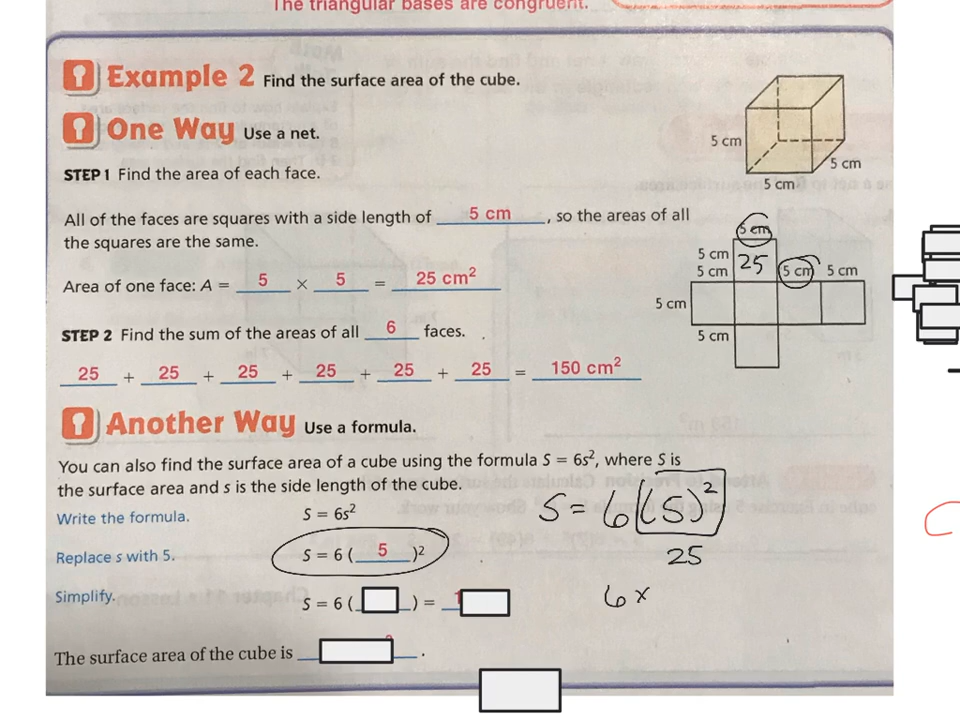 The triangular bases are congruent.
Example 2 Find the surface area of the cube.
One Way Use a net.
STEP 1 Find the area of each face.
5 cm
5 cm
5 cm
All of the faces are squares with a side length of 5 cm, so the areas of all
the squares are the same.
Area of one face: A = 5 × 5 = 25 cm²
5 cm
5 cm
5 cm
25
5 cm
5 cm
5 cm
5 cm
STEP 2 Find the sum of the areas of all 6 faces.
25 + 25 + 25 + 25 + 25 + 25 = 150 cm²
Another Way Use a formula.
You can also find the surface area of a cube using the formula S = 6s², where S is
the surface area and s is the side length of the cube.
Write the formula. S = 6s²
Replace s with 5. S = 6 ( 5 )²
Simplify. S = 6 ( ) =
S = 6(5)²
25
6 ×
The surface area of the cube is .